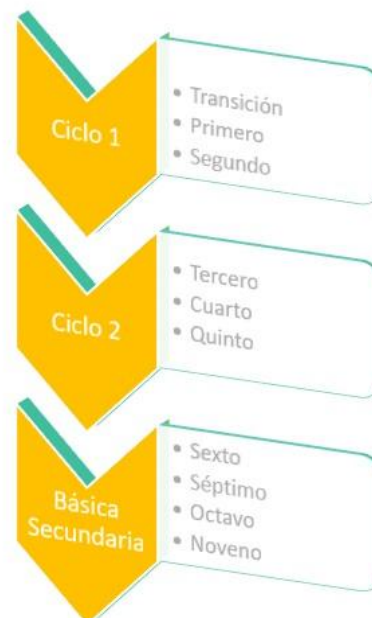 Ciclo 1
• Transición
• Primero
• Segundo
Ciclo 2
• Tercero
• Cuarto
• Quinto
Básica
Secundaria
• Sexto
• Séptimo
• Octavo
• Noveno